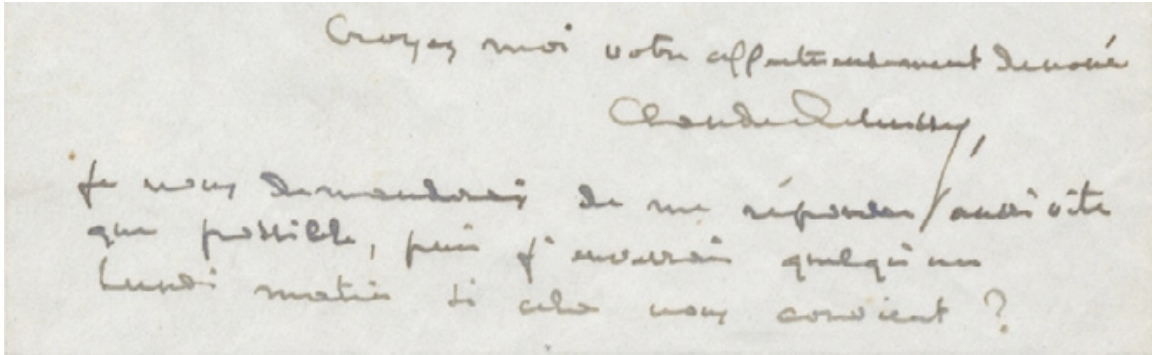 Croyez moi votre affectueusement dévoué
Claude Debussy,
Je vous demanderai de me répondre aussi vite
que possible, puis j'enverrai quelqu'un
Lundi matin si cela vous convient ?